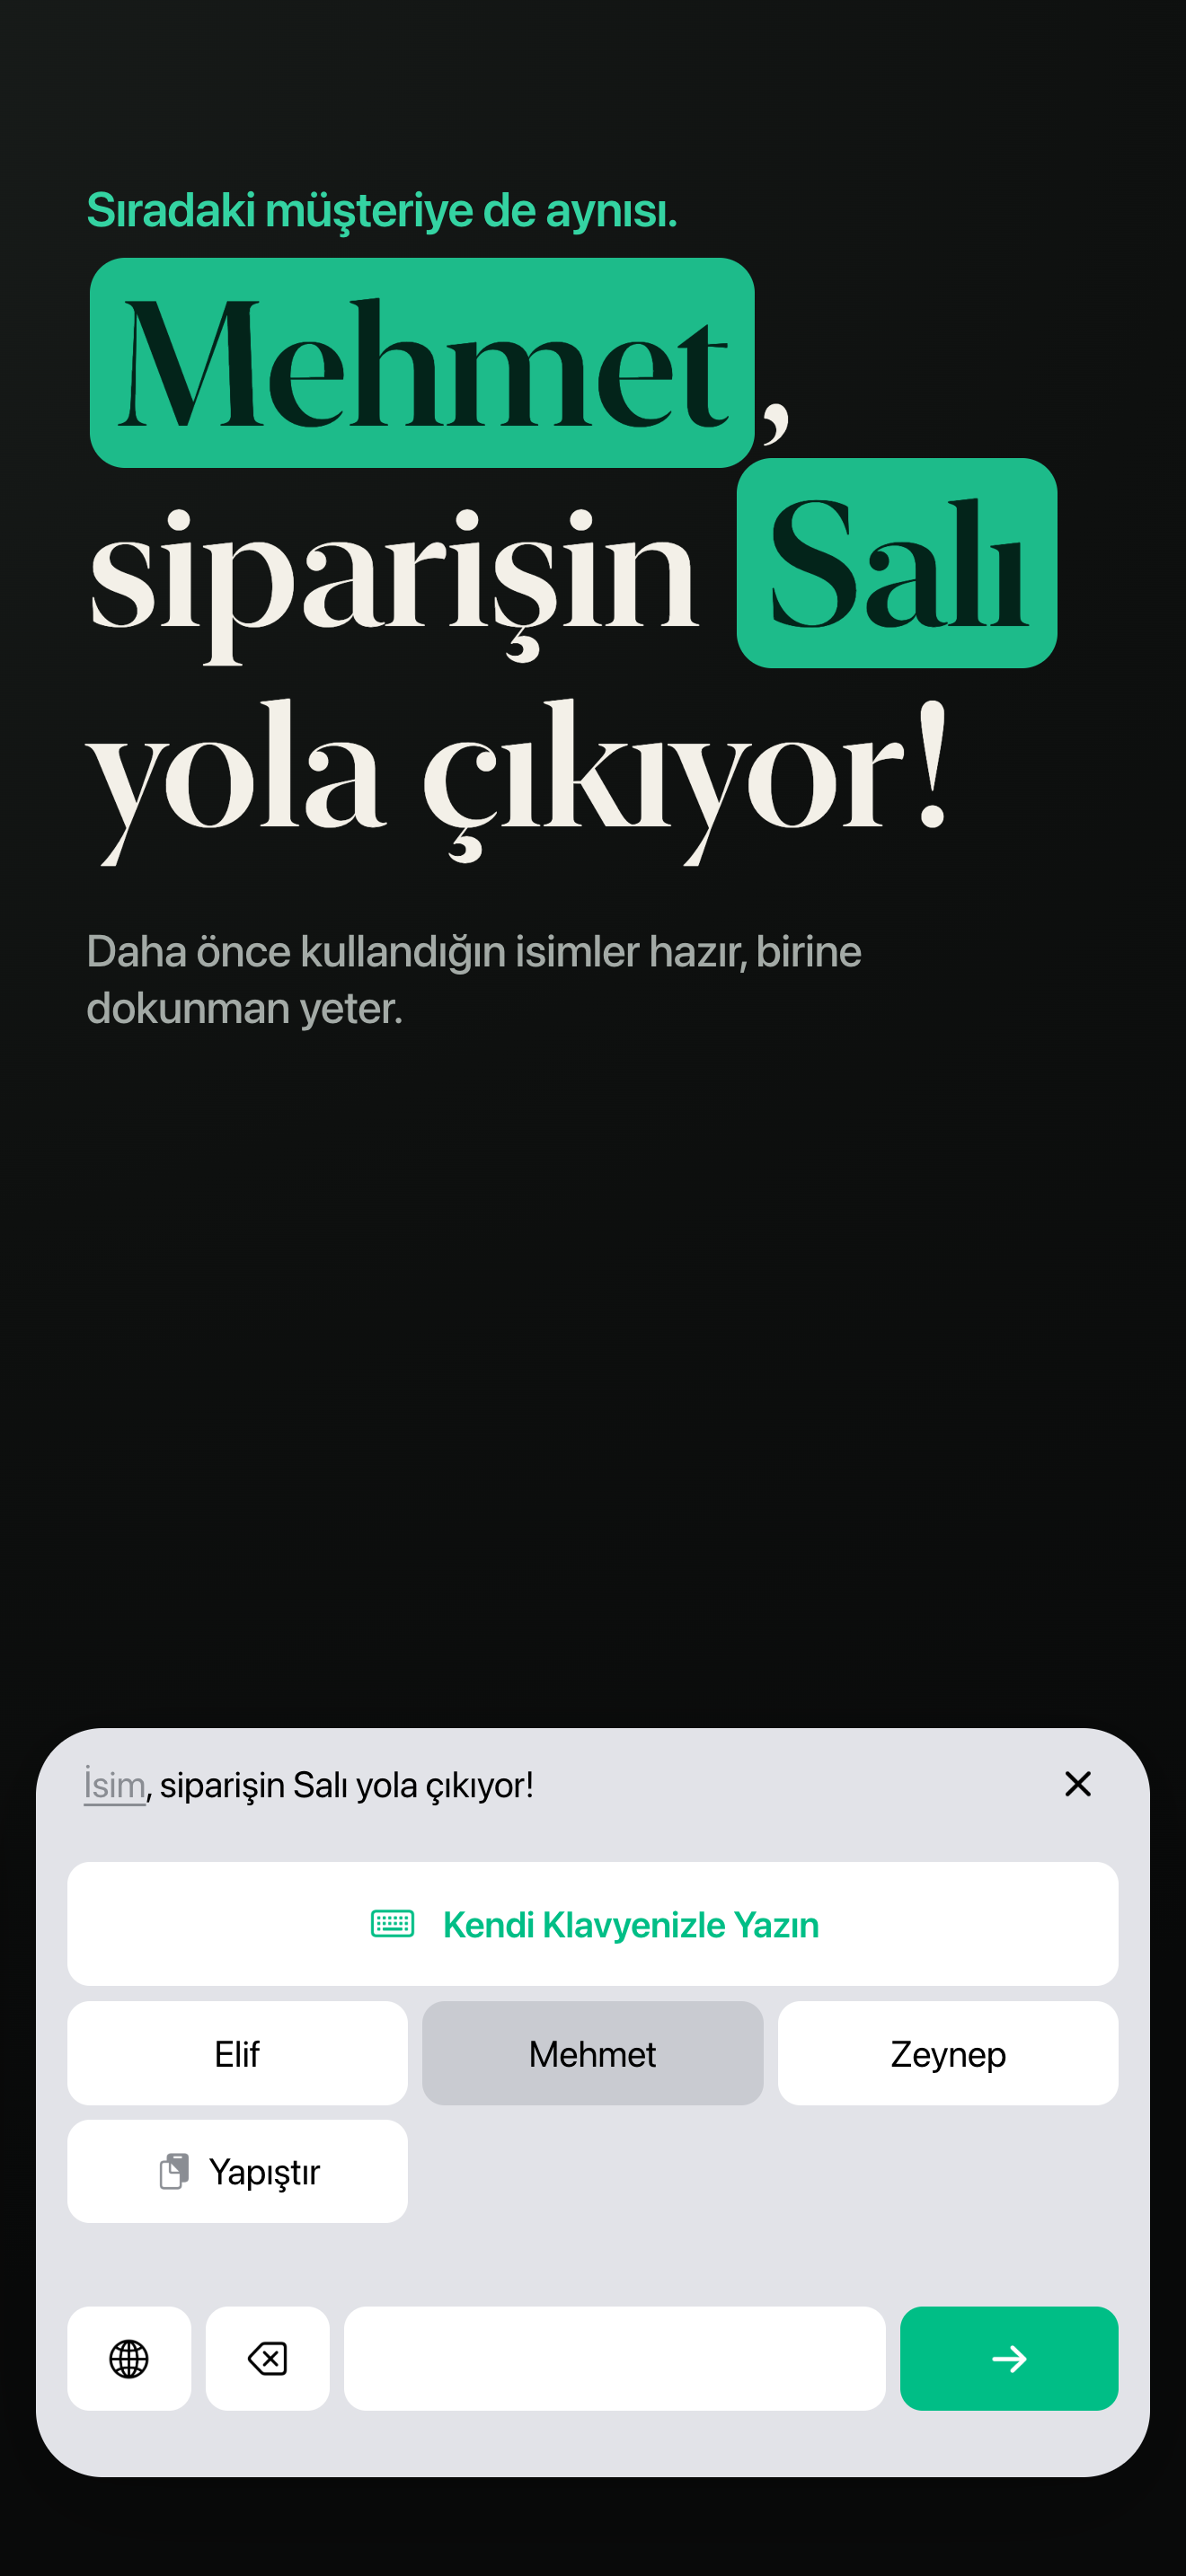 Sıradaki müşteriye de aynısı.
Mehmet,
siparişin Salı
yola çıkıyor!
Daha önce kullandığın isimler hazır, birine
dokunman yeter.
İsim, siparişin Salı yola çıkıyor!
Kendi Klavyenizle Yazın
Elif
Mehmet
Zeynep
Yapıştır